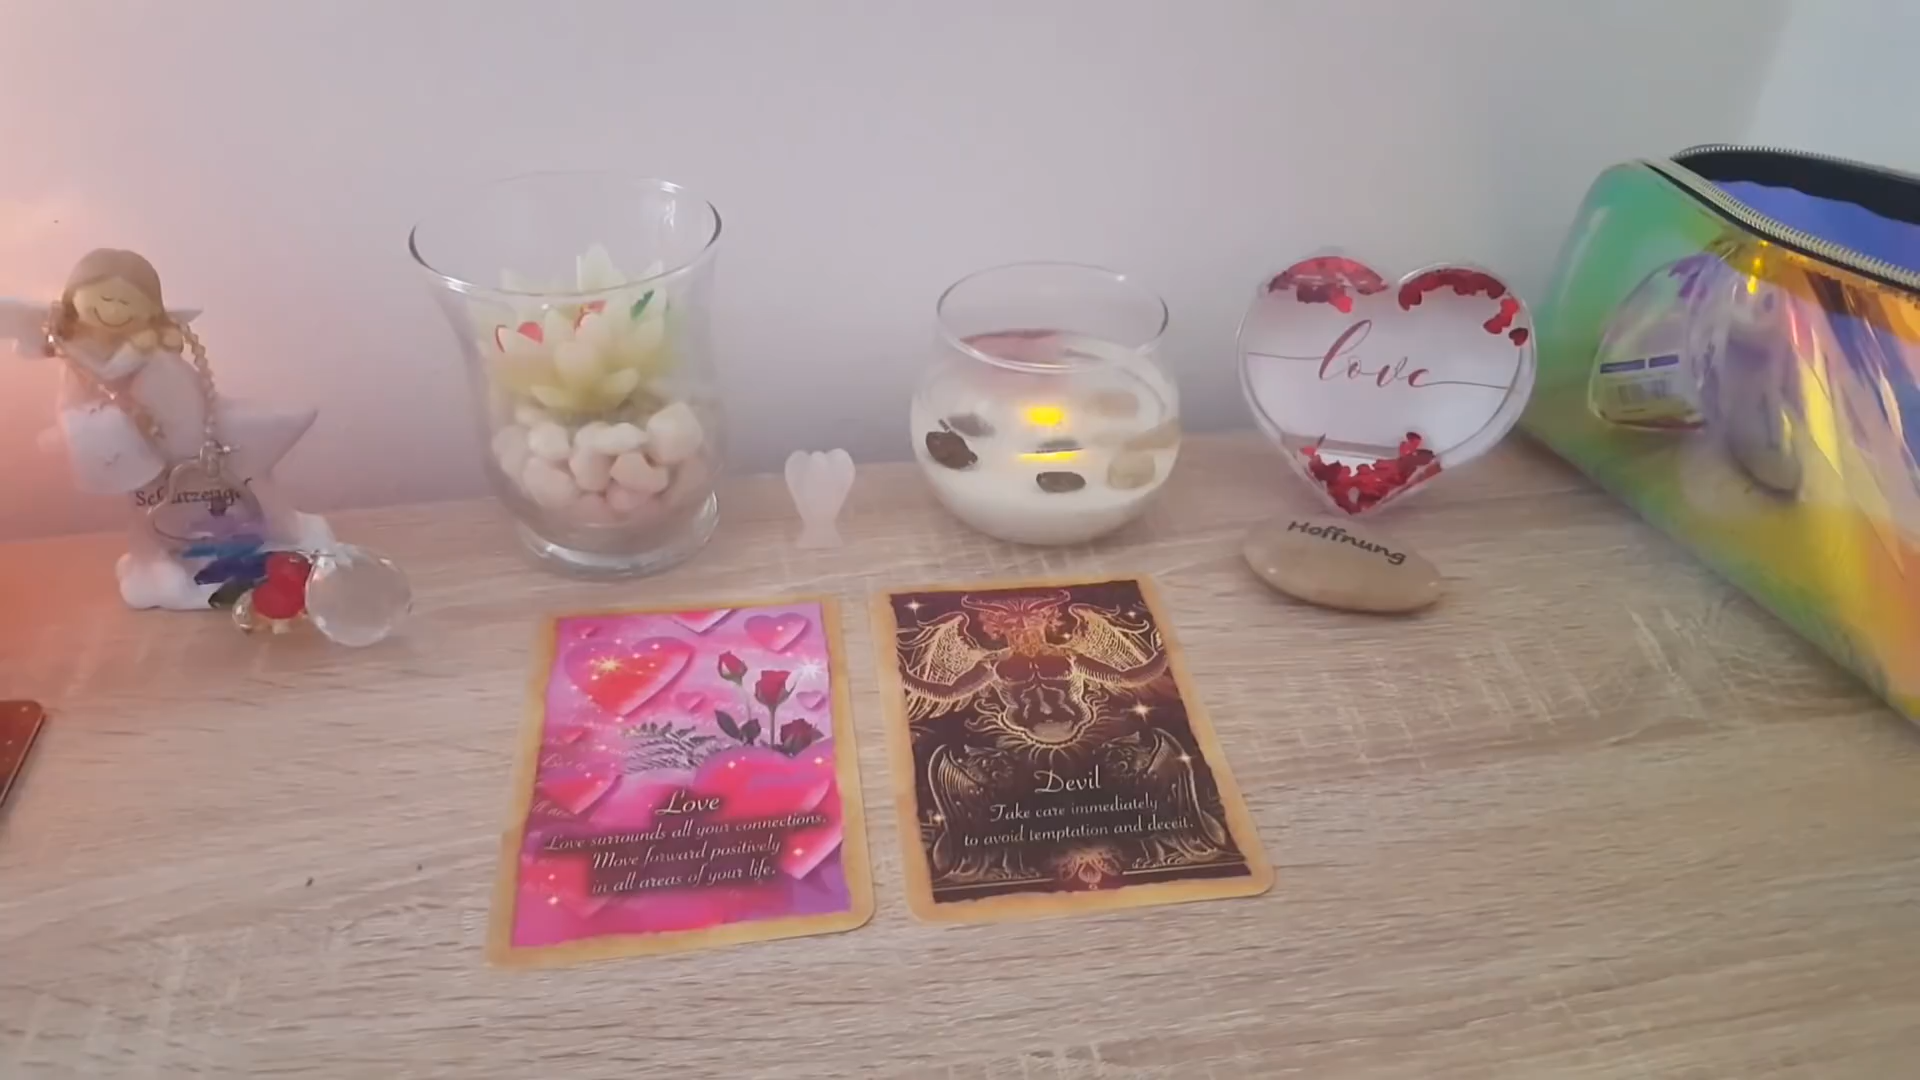 Schutzengel
love
Hoffnung
Love
Love surrounds all your connections.
Move forward positively
in all areas of your life.
Devil
Take care immediately
to avoid temptation and deceit.